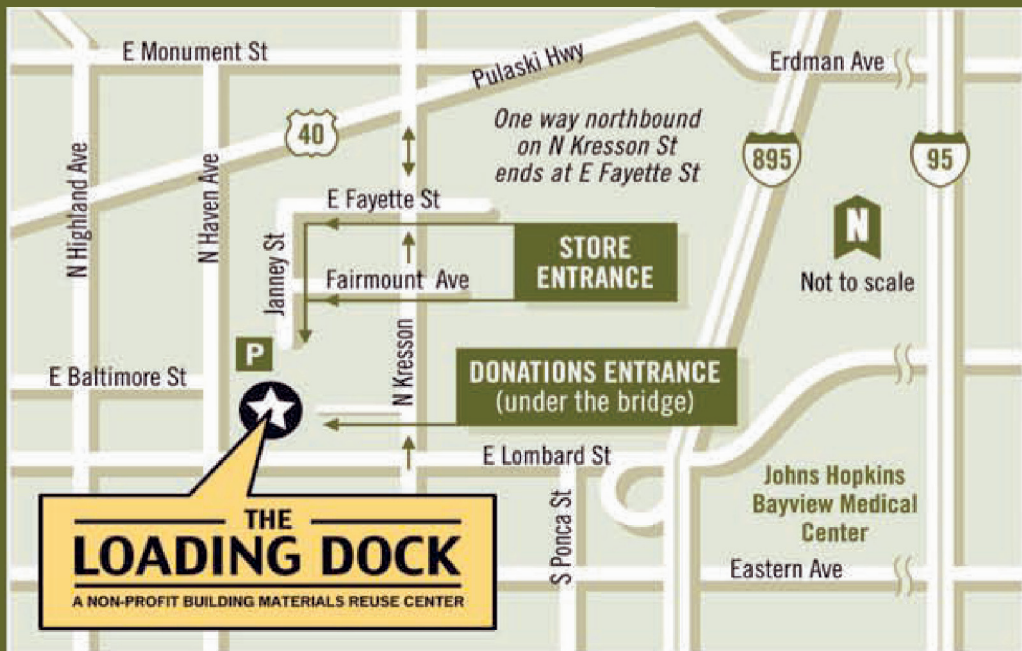 E Monument St
Pulaski Hwy
Erdman Ave
40
One way northbound
on N Kresson St
ends at E Fayette St
895
95
N Highland Ave
N Haven Ave
E Fayette St
N
Not to scale
STORE
ENTRANCE
Janney St
Fairmount Ave
N Kresson
P
E Baltimore St
DONATIONS ENTRANCE
(under the bridge)
E Lombard St
Johns Hopkins
Bayview Medical
Center
S Ponca St
Eastern Ave
THE
LOADING DOCK
A NON-PROFIT BUILDING MATERIALS REUSE CENTER